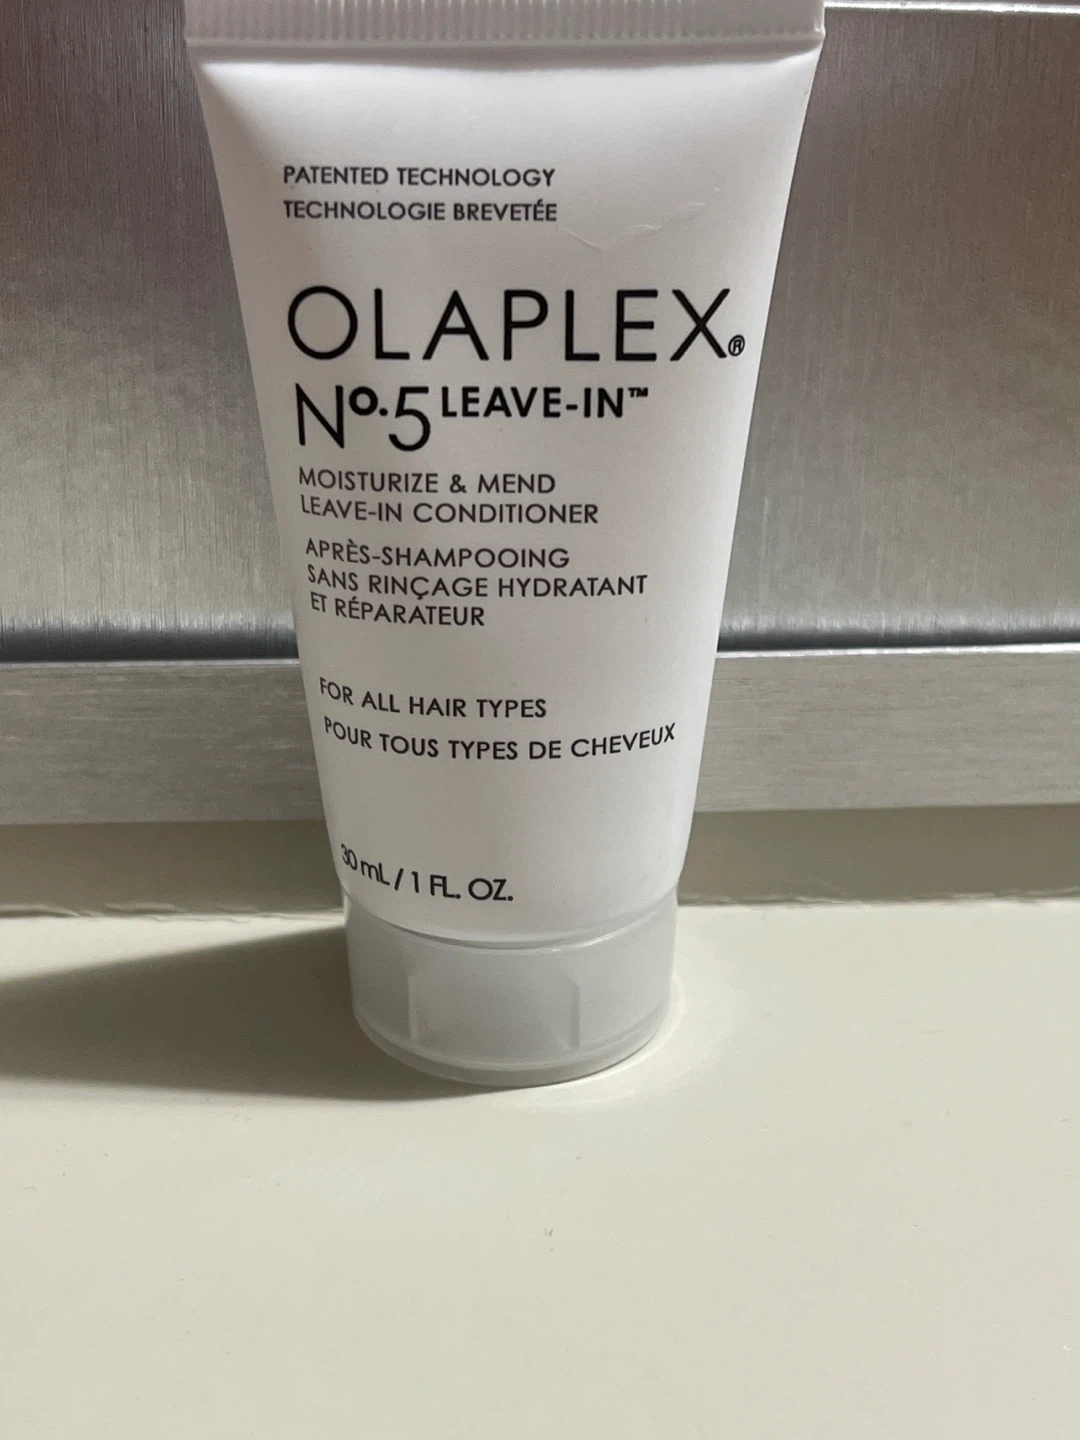 PATENTED TECHNOLOGY
TECHNOLOGIE BREVETÉE
OLAPLEX®
Nº.5 LEAVE-IN™
MOISTURIZE & MEND
LEAVE-IN CONDITIONER
APRÈS-SHAMPOOING
SANS RINÇAGE HYDRATANT
ET RÉPARATEUR
FOR ALL HAIR TYPES
POUR TOUS TYPES DE CHEVEUX
30 mL / 1 FL. OZ.